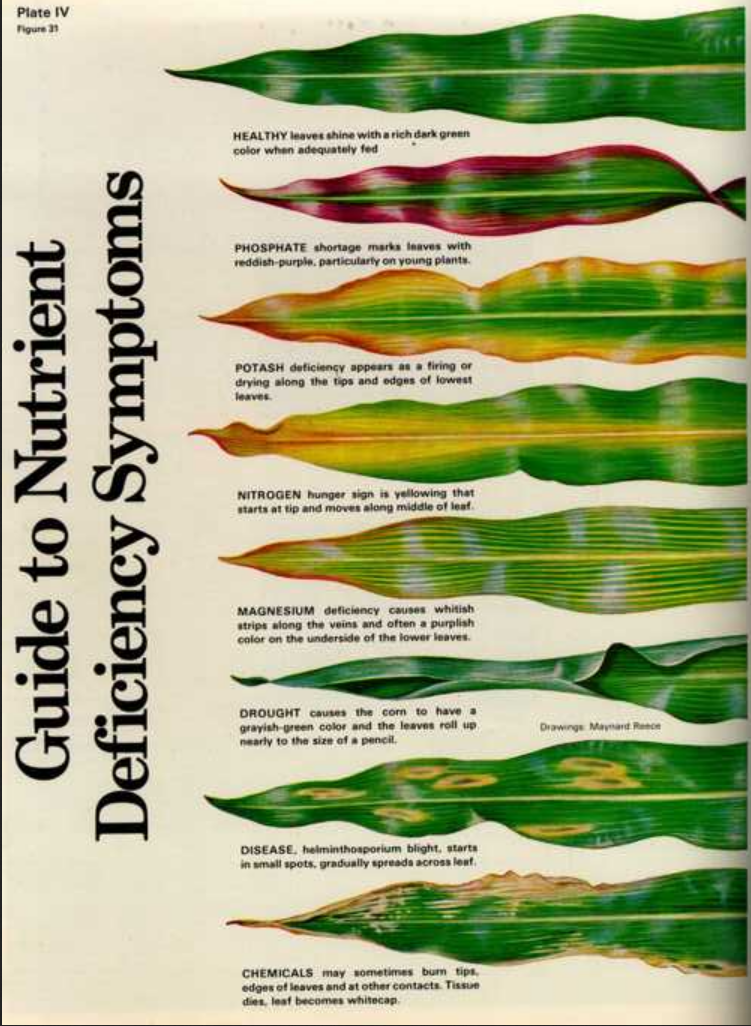 Plate IV
Figure 31
Guide to Nutrient
Deficiency Symptoms
HEALTHY leaves shine with a rich dark green
color when adequately fed
PHOSPHATE shortage marks leaves with
reddish-purple, particularly on young plants.
POTASH deficiency appears as a firing or
drying along the tips and edges of lowest
leaves.
NITROGEN hunger sign is yellowing that
starts at tip and moves along middle of leaf.
MAGNESIUM deficiency causes whitish
strips along the veins and often a purplish
color on the underside of the lower leaves.
DROUGHT causes the corn to have a
grayish-green color and the leaves roll up
nearly to the size of a pencil.
Drawings: Maynard Reece
DISEASE, helminthosporium blight, starts
in small spots, gradually spreads across leaf.
CHEMICALS may sometimes burn tips,
edges of leaves and at other contacts. Tissue
dies, leaf becomes whitecap.